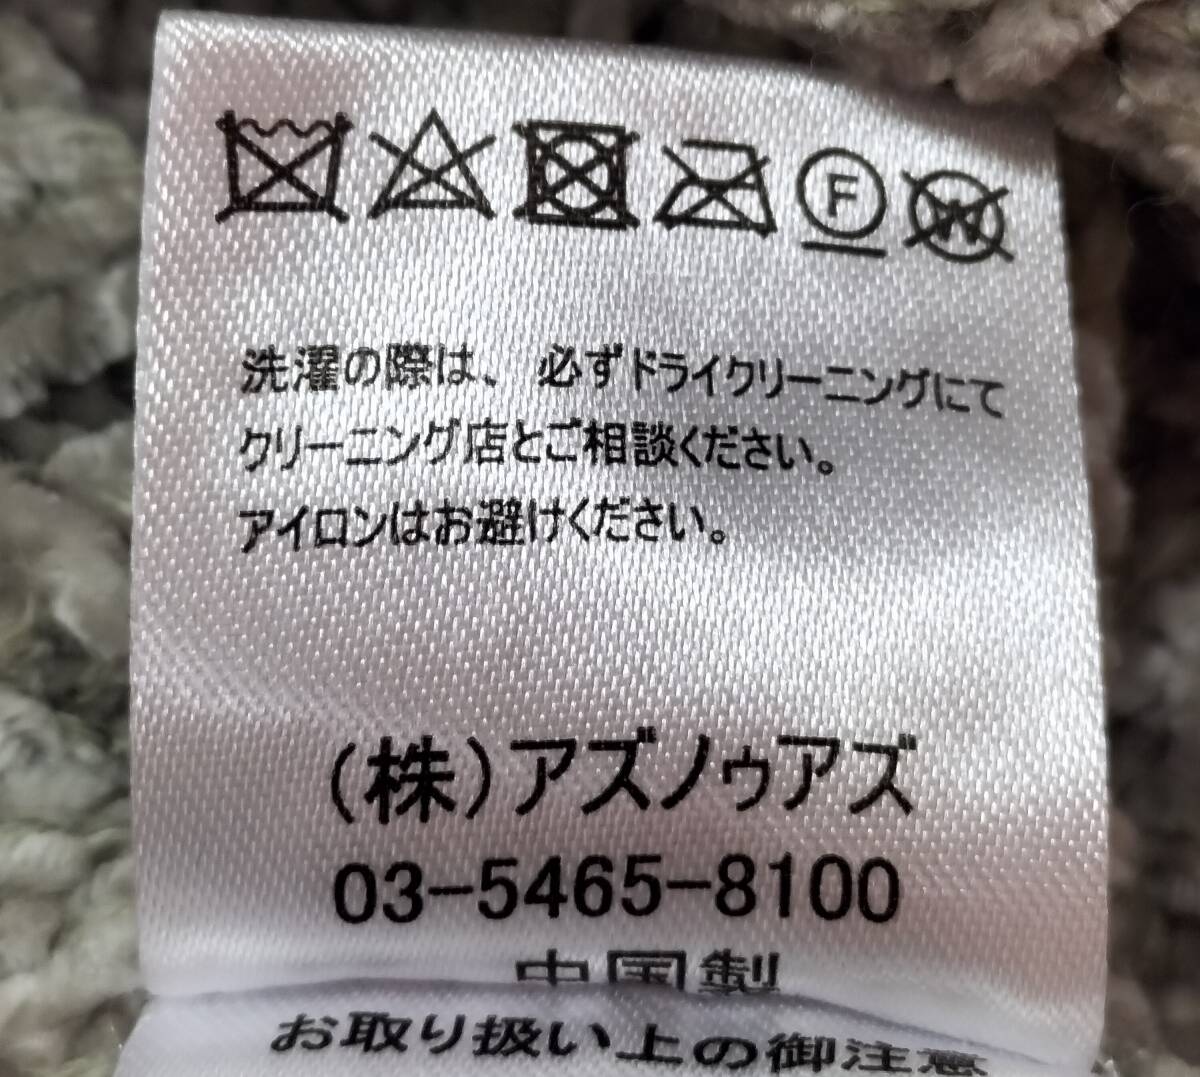 F W
洗濯の際は、必ずドライクリーニングにて
クリーニング店とご相談ください。
アイロンはお避けください。
(株)アズノゥアズ
03-5465-8100
中国製
お取り扱い上の御注意